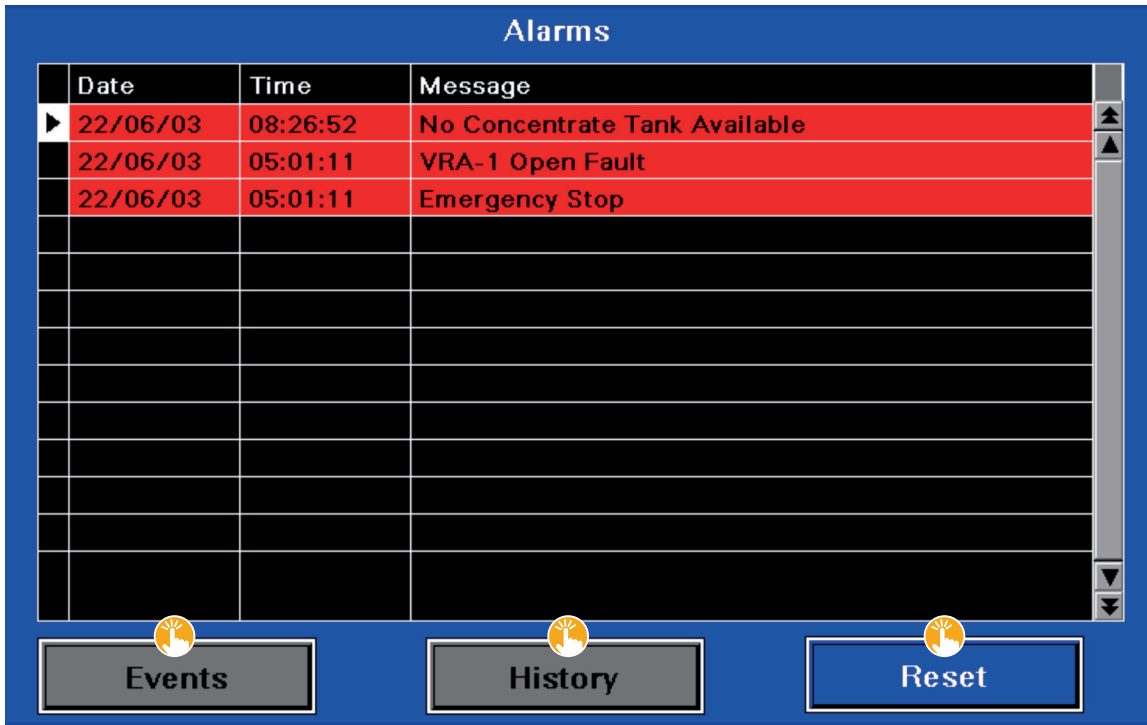 Alarms
Date Time Message
22/06/03 08:26:52 No Concentrate Tank Available
22/06/03 05:01:11 VRA-1 Open Fault
22/06/03 05:01:11 Emergency Stop
Events History Reset